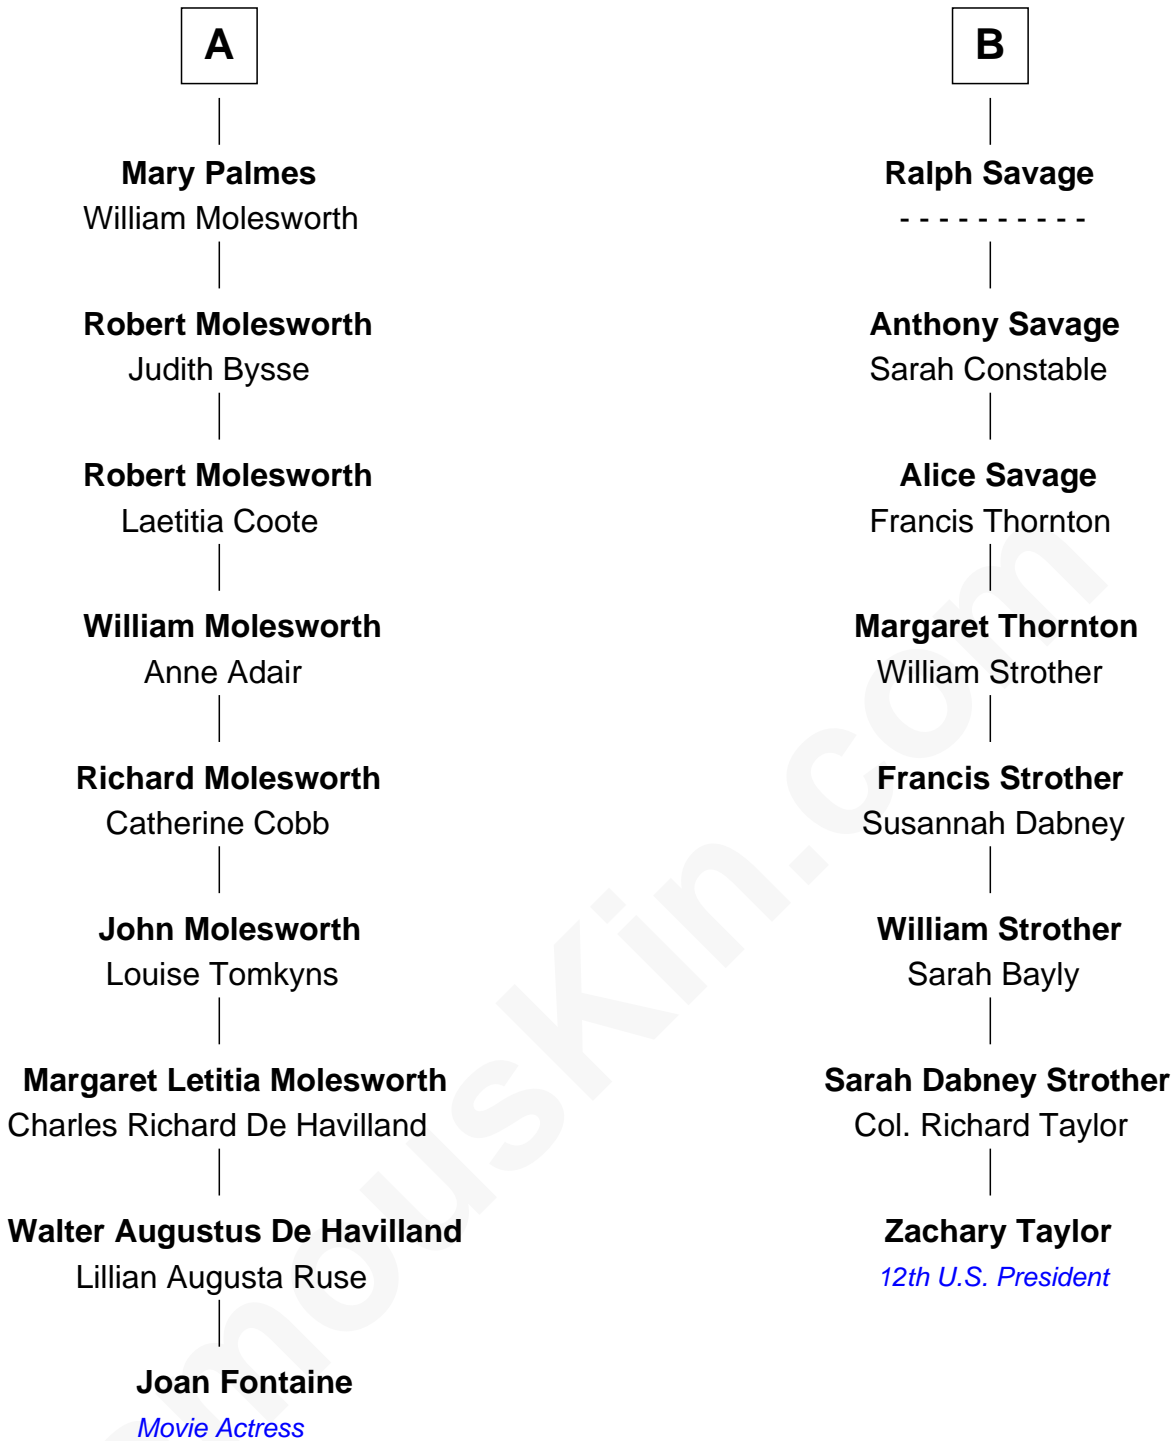 A
Mary Palmes
William Molesworth
Robert Molesworth
Judith Bysse
Robert Molesworth
Laetitia Coote
William Molesworth
Anne Adair
Richard Molesworth
Catherine Cobb
John Molesworth
Louise Tomkyns
Margaret Letitia Molesworth
Charles Richard De Havilland
Walter Augustus De Havilland
Lillian Augusta Ruse
Joan Fontaine
Movie Actress
B
Ralph Savage
- - - - - - - - - -
Anthony Savage
Sarah Constable
Alice Savage
Francis Thornton
Margaret Thornton
William Strother
Francis Strother
Susannah Dabney
William Strother
Sarah Bayly
Sarah Dabney Strother
Col. Richard Taylor
Zachary Taylor
12th U.S. President
mousKin.com